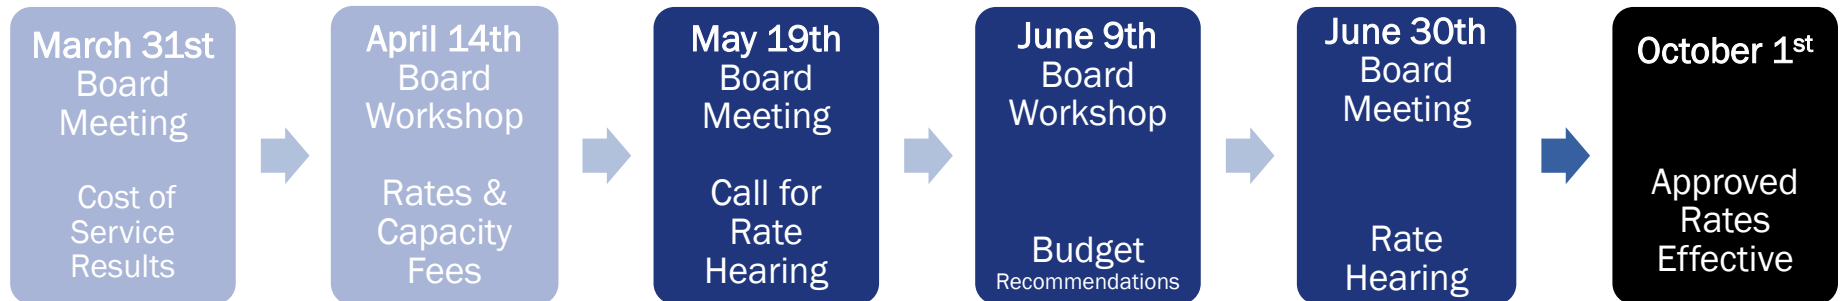 March 31st
Board
Meeting
Cost of
Service
Results
April 14th
Board
Workshop
Rates &
Capacity
Fees
May 19th
Board
Meeting
Call for
Rate
Hearing
June 9th
Board
Workshop
Budget
Recommendations
June 30th
Board
Meeting
Rate
Hearing
October 1st
Approved
Rates
Effective